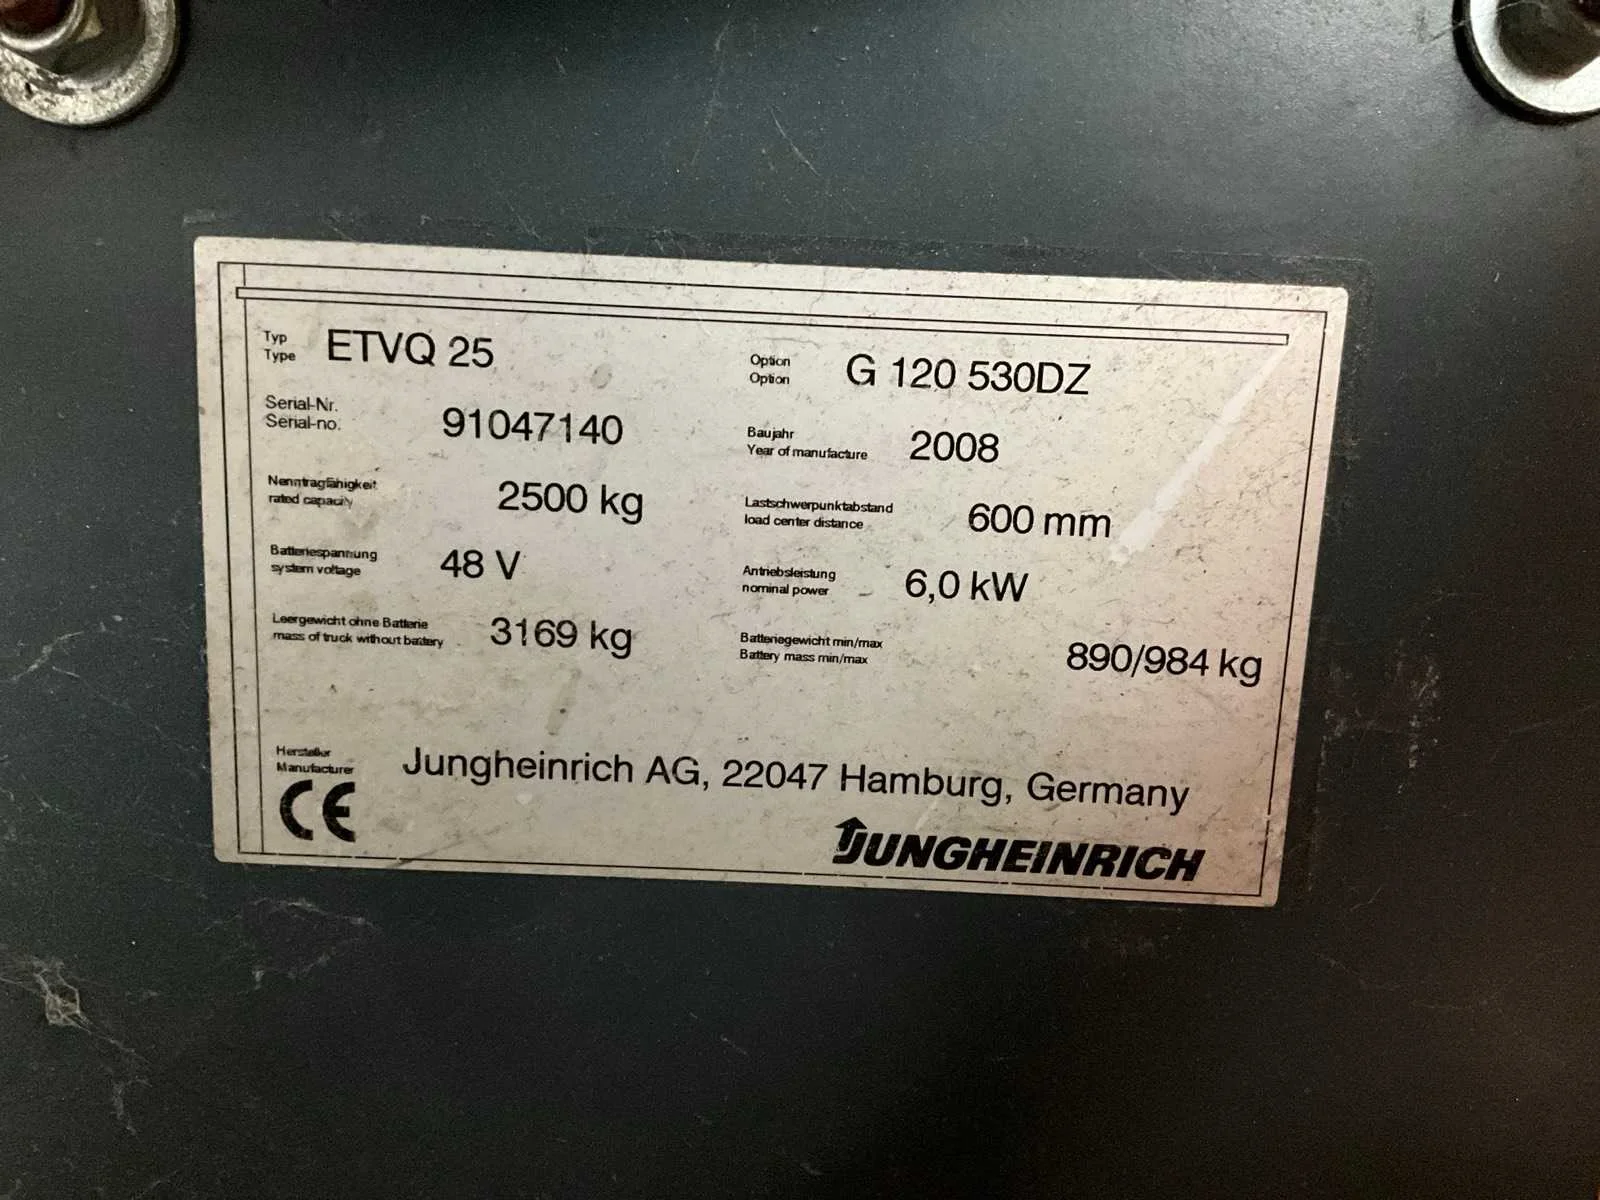 Typ
Type
ETVQ 25
Option
Option
G 120 530DZ
Serial-Nr.
Serial-no.
91047140
Baujahr
Year of manufacture
2008
Nenntragfähigkeit
rated capacity
2500 kg
Lastschwerpunktabstand
load center distance
600 mm
Batteriespannung
system voltage
48 V
Antriebsleistung
nominal power
6,0 kW
Leergewicht ohne Batterie
mass of truck without battery
3169 kg
Batteriegewicht min/max
Battery mass min/max
890/984 kg
Hersteller
Manufacturer
Jungheinrich AG, 22047 Hamburg, Germany
CE
JUNGHEINRICH